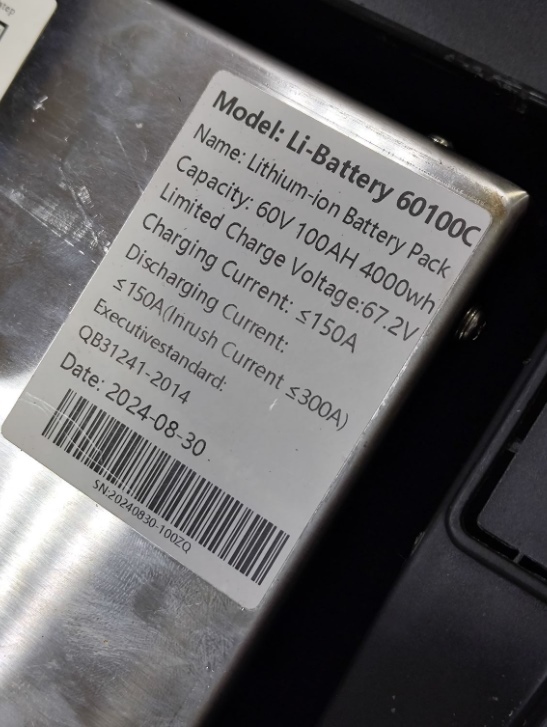 Model: Li-Battery 60100C
Name: Lithium-ion Battery Pack
Capacity: 60V 100AH 4000wh
Limited Charge Voltage:67.2V
Charging Current: ≤150A
Discharging Current:
≤150A(Inrush Current ≤300A)
Executivestandard:
QB31241-2014
Date: 2024-08-30
SN:20240830-100ZQ